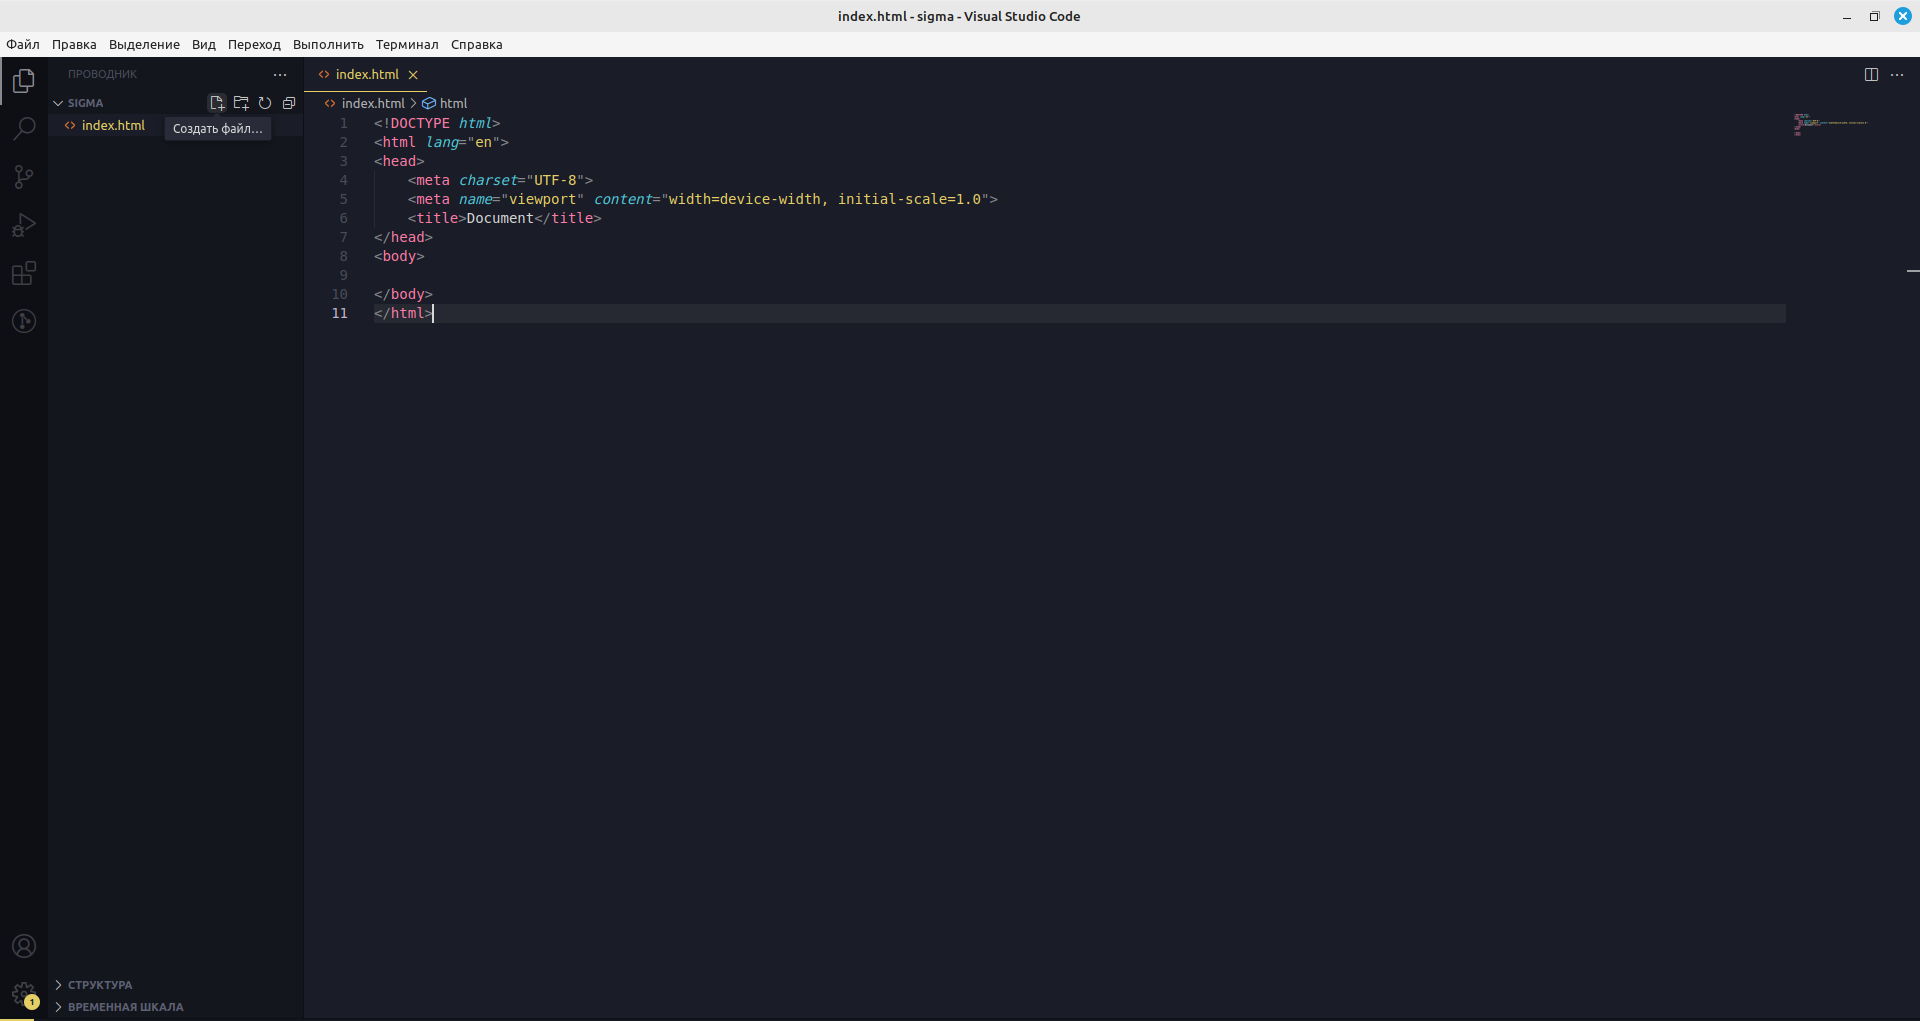 index.html - sigma - Visual Studio Code
Файл Правка Выделение Вид Переход Выполнить Терминал Справка
ПРОВОДНИК
SIGMA
index.html
Создать файл...
СТРУКТУРА
ВРЕМЕННАЯ ШКАЛА
1
index.html
index.html > html
1 <!DOCTYPE html>
2 <html lang="en">
3 <head>
4     <meta charset="UTF-8">
5     <meta name="viewport" content="width=device-width, initial-scale=1.0">
6     <title>Document</title>
7 </head>
8 <body>
9
10 </body>
11 </html>